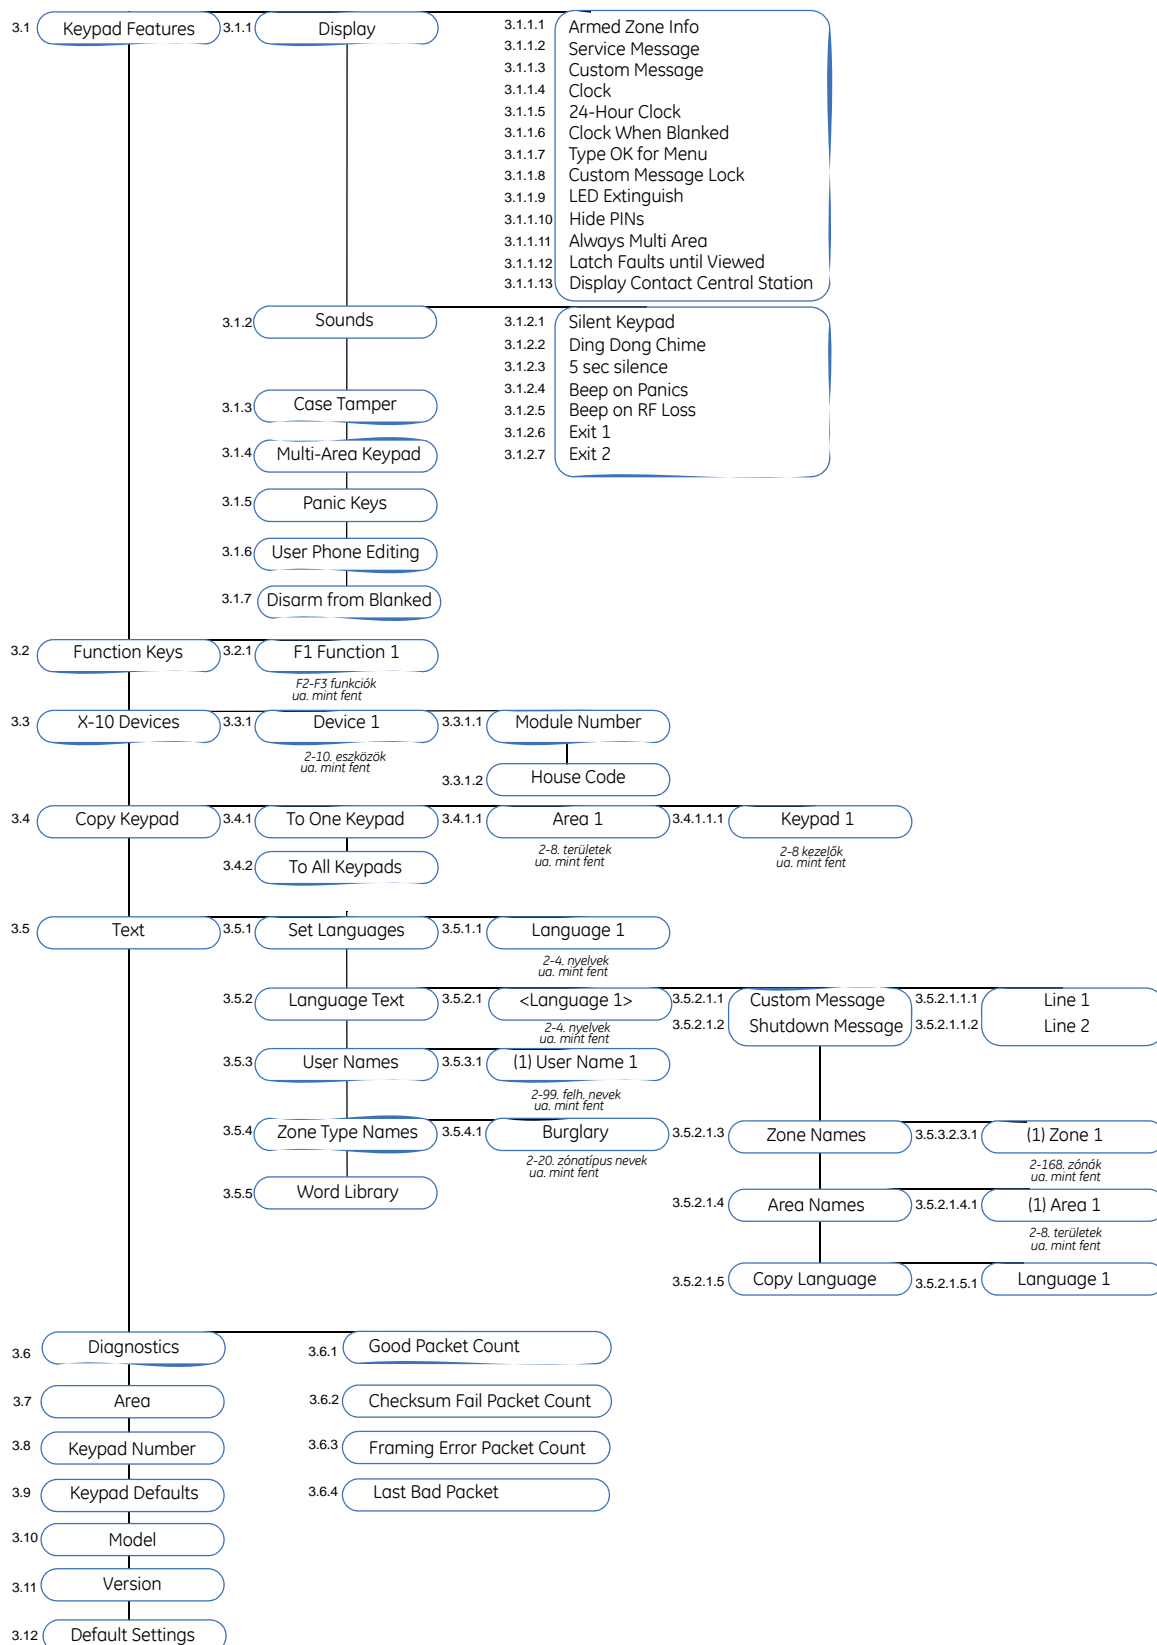 3.1 Keypad Features 3.1.1 Display 3.1.1.1 Armed Zone Info
3.1.1.2 Service Message
3.1.1.3 Custom Message
3.1.1.4 Clock
3.1.1.5 24-Hour Clock
3.1.1.6 Clock When Blanked
3.1.1.7 Type OK for Menu
3.1.1.8 Custom Message Lock
3.1.1.9 LED Extinguish
3.1.1.10 Hide PINs
3.1.1.11 Always Multi Area
3.1.1.12 Latch Faults until Viewed
3.1.1.13 Display Contact Central Station
3.1.2 Sounds 3.1.2.1 Silent Keypad
3.1.2.2 Ding Dong Chime
3.1.2.3 5 sec silence
3.1.2.4 Beep on Panics
3.1.2.5 Beep on RF Loss
3.1.2.6 Exit 1
3.1.2.7 Exit 2
3.1.3 Case Tamper
3.1.4 Multi-Area Keypad
3.1.5 Panic Keys
3.1.6 User Phone Editing
3.1.7 Disarm from Blanked
3.2 Function Keys 3.2.1 F1 Function 1
F2-F3 funkciók
ua. mint fent
3.3 X-10 Devices 3.3.1 Device 1 3.3.1.1 Module Number
2-10. eszközök
ua. mint fent
3.3.1.2 House Code
3.4 Copy Keypad 3.4.1 To One Keypad 3.4.1.1 Area 1 3.4.1.1.1 Keypad 1
2-8. területek
ua. mint fent
2-8 kezelők
ua. mint fent
3.4.2 To All Keypads
3.5 Text 3.5.1 Set Languages 3.5.1.1 Language 1
2-4. nyelvek
ua. mint fent
3.5.2 Language Text 3.5.2.1 <Language 1> 3.5.2.1.1 Custom Message 3.5.2.1.1.1 Line 1
3.5.2.1.2 Shutdown Message 3.5.2.1.1.2 Line 2
2-4. nyelvek
ua. mint fent
3.5.3 User Names 3.5.3.1 (1) User Name 1
2-99. felh. nevek
ua. mint fent
3.5.4 Zone Type Names 3.5.4.1 Burglary 3.5.2.1.3 Zone Names 3.5.3.2.3.1 (1) Zone 1
2-20. zónatípus nevek
ua. mint fent
2-168. zónák
ua. mint fent
3.5.5 Word Library
3.5.2.1.4 Area Names 3.5.2.1.4.1 (1) Area 1
2-8. területek
ua. mint fent
3.5.2.1.5 Copy Language 3.5.2.1.5.1 Language 1
3.6 Diagnostics 3.6.1 Good Packet Count
3.7 Area 3.6.2 Checksum Fail Packet Count
3.8 Keypad Number 3.6.3 Framing Error Packet Count
3.9 Keypad Defaults 3.6.4 Last Bad Packet
3.10 Model
3.11 Version
3.12 Default Settings